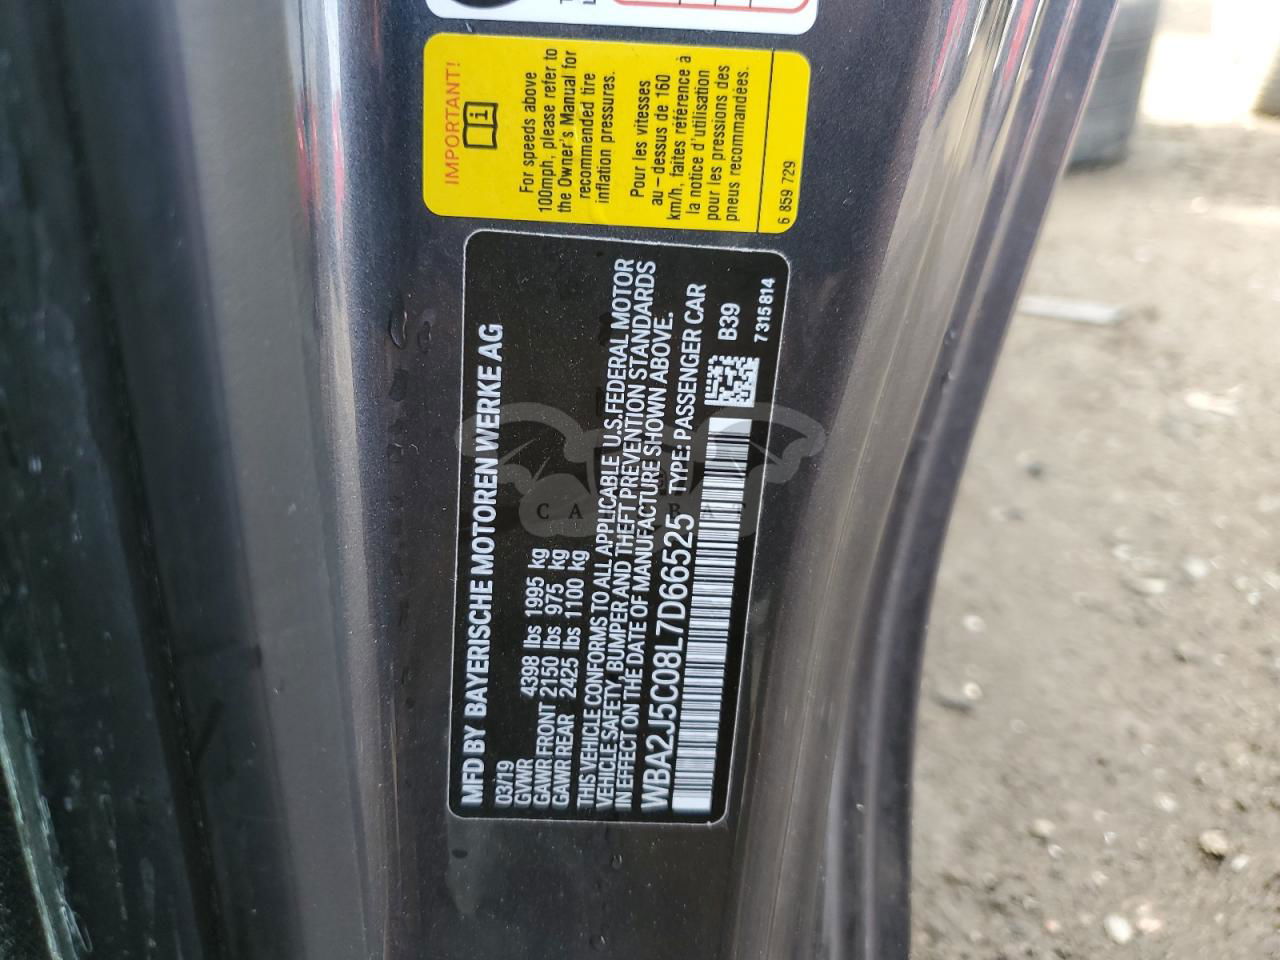 IMPORTANT!
i
For speeds above
100mph, please refer to
the Owner's Manual for
recommended tire
inflation pressures.
Pour les vitesses
au-dessus de 160
km/h, faites référence à
la notice d'utilisation
pour les pressions des
pneus recommandées.
6 859 729
MFD BY BAYERISCHE MOTOREN WERKE AG
03/19
GVWR 4398 lbs 1995 kg
GAWR FRONT 2150 lbs 975 kg
GAWR REAR 2425 lbs 1100 kg
THIS VEHICLE CONFORMS TO ALL APPLICABLE U.S.FEDERAL MOTOR
VEHICLE SAFETY, BUMPER AND THEFT PREVENTION STANDARDS
IN EFFECT ON THE DATE OF MANUFACTURE SHOWN ABOVE.
WBA2J5C08L7D66525 TYPE: PASSENGER CAR
B39
7315814